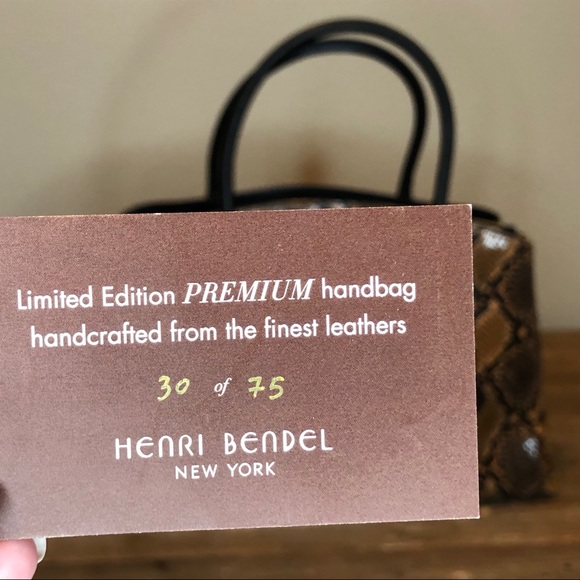 Limited Edition PREMIUM handbag
handcrafted from the finest leathers
30 of 75
HENRI BENDEL
NEW YORK